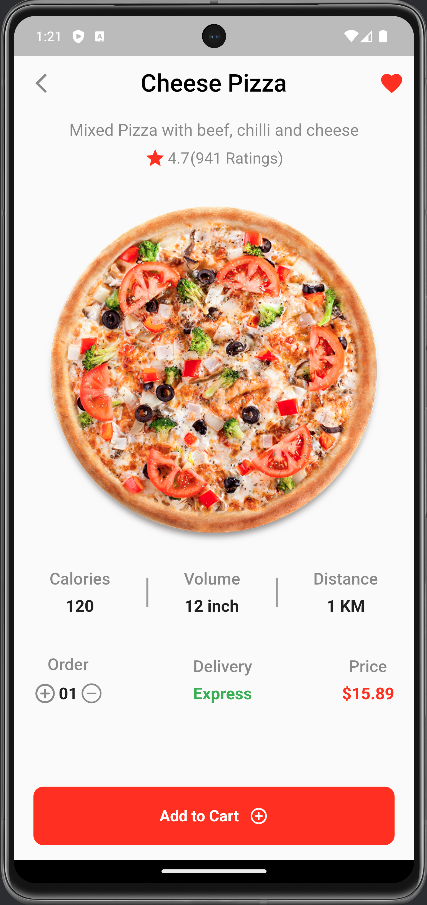 1:21
Cheese Pizza
Mixed Pizza with beef, chilli and cheese
4.7(941 Ratings)
Calories Volume Distance
120 12 inch 1 KM
Order Delivery Price
01 Express $15.89
Add to Cart